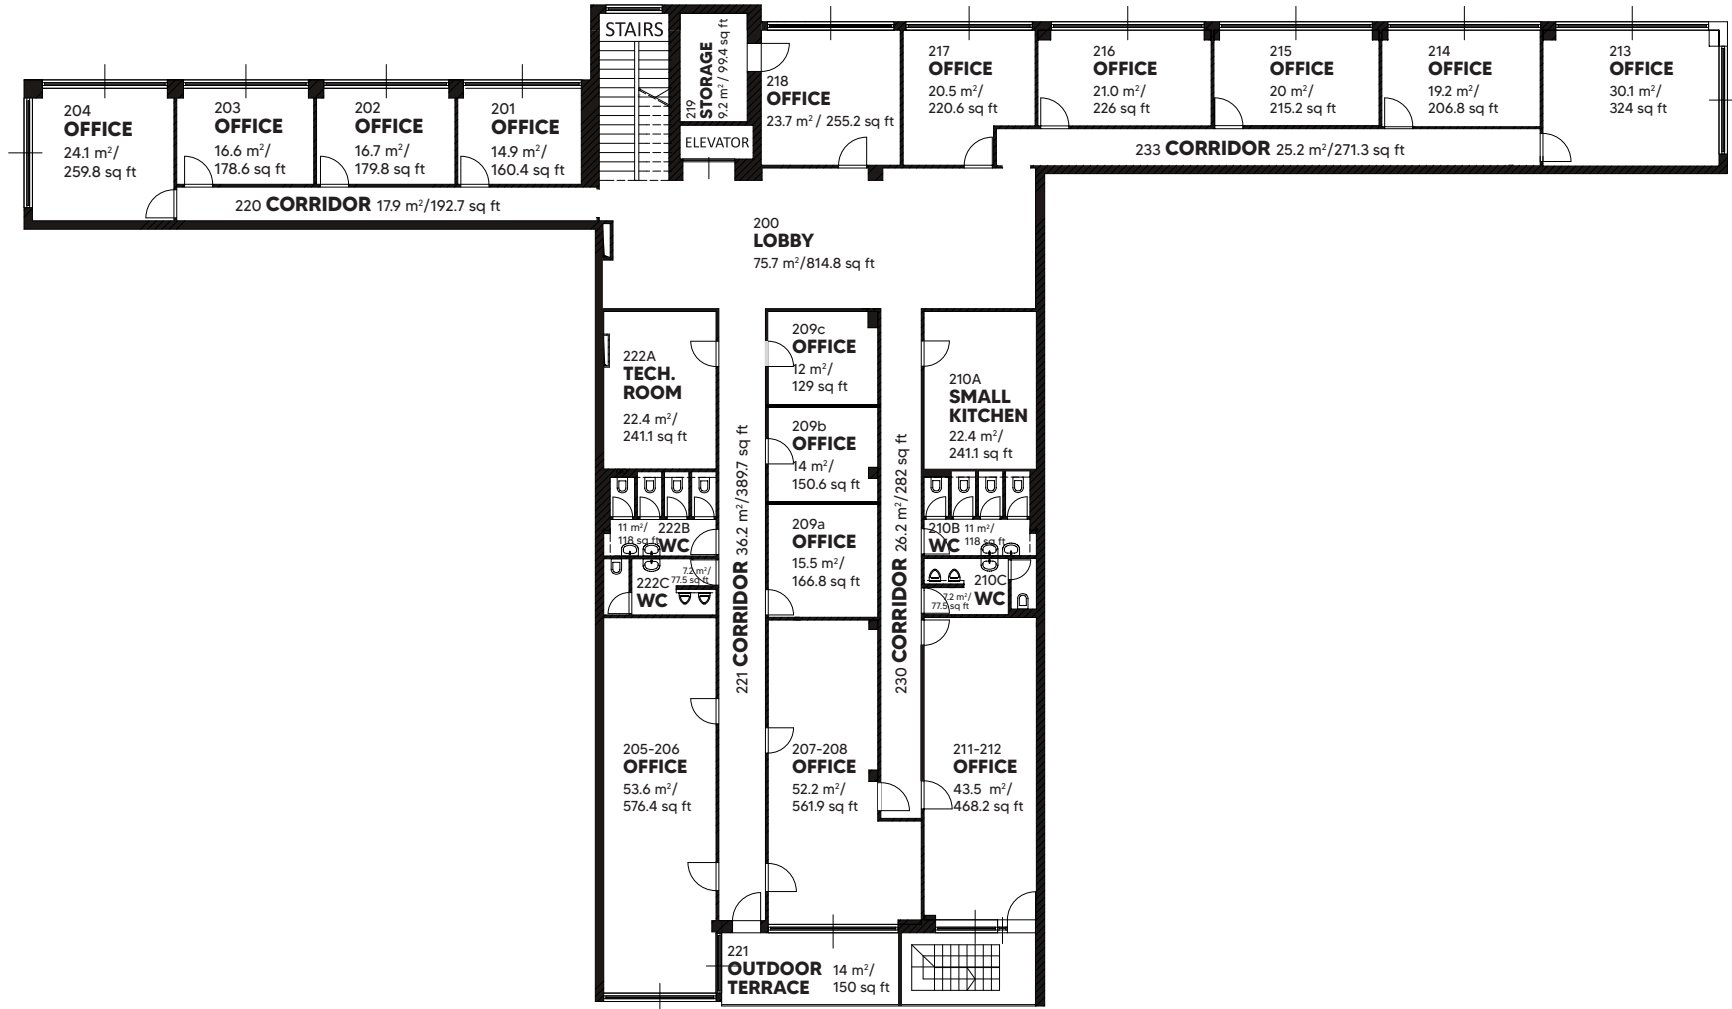 STAIRS
219
STORAGE
9.2 m²/ 99.4 sq ft
ELEVATOR
204
OFFICE
24.1 m²/
259.8 sq ft
203
OFFICE
16.6 m²/
178.6 sq ft
202
OFFICE
16.7 m²/
179.8 sq ft
201
OFFICE
14.9 m²/
160.4 sq ft
220 CORRIDOR 17.9 m²/192.7 sq ft
218
OFFICE
23.7 m² / 255.2 sq ft
217
OFFICE
20.5 m²/
220.6 sq ft
216
OFFICE
21.0 m²/
226 sq ft
215
OFFICE
20 m²/
215.2 sq ft
214
OFFICE
19.2 m²/
206.8 sq ft
213
OFFICE
30.1 m²/
324 sq ft
233 CORRIDOR 25.2 m²/271.3 sq ft
200
LOBBY
75.7 m²/814.8 sq ft
222A
TECH.
ROOM
22.4 m²/
241.1 sq ft
221 CORRIDOR 36.2 m²/389.7 sq ft
209c
OFFICE
12 m²/
129 sq ft
209b
OFFICE
14 m²/
150.6 sq ft
209a
OFFICE
15.5 m²/
166.8 sq ft
230 CORRIDOR 26.2 m²/282 sq ft
210A
SMALL
KITCHEN
22.4 m²/
241.1 sq ft
11 m²/
118 sq ft
222B
WC
7.2 m²/
77.5 sq ft
222C
WC
210B
WC
11 m²/
118 sq ft
210C
WC
7.2 m²/
77.5 sq ft
205-206
OFFICE
53.6 m²/
576.4 sq ft
207-208
OFFICE
52.2 m²/
561.9 sq ft
211-212
OFFICE
43.5 m²/
468.2 sq ft
221
OUTDOOR
TERRACE
14 m²/
150 sq ft